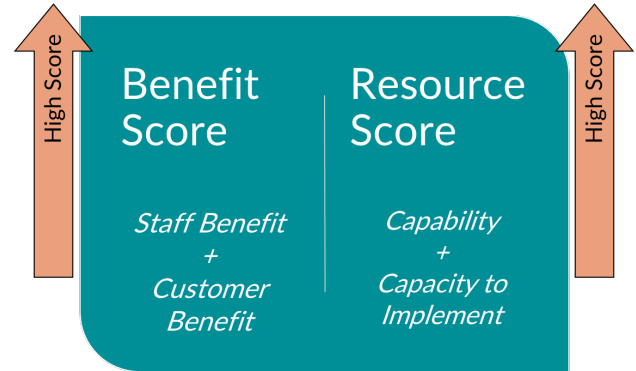 High Score
Benefit
Score
Staff Benefit
+
Customer
Benefit
Resource
Score
Capability
+
Capacity to
Implement
High Score